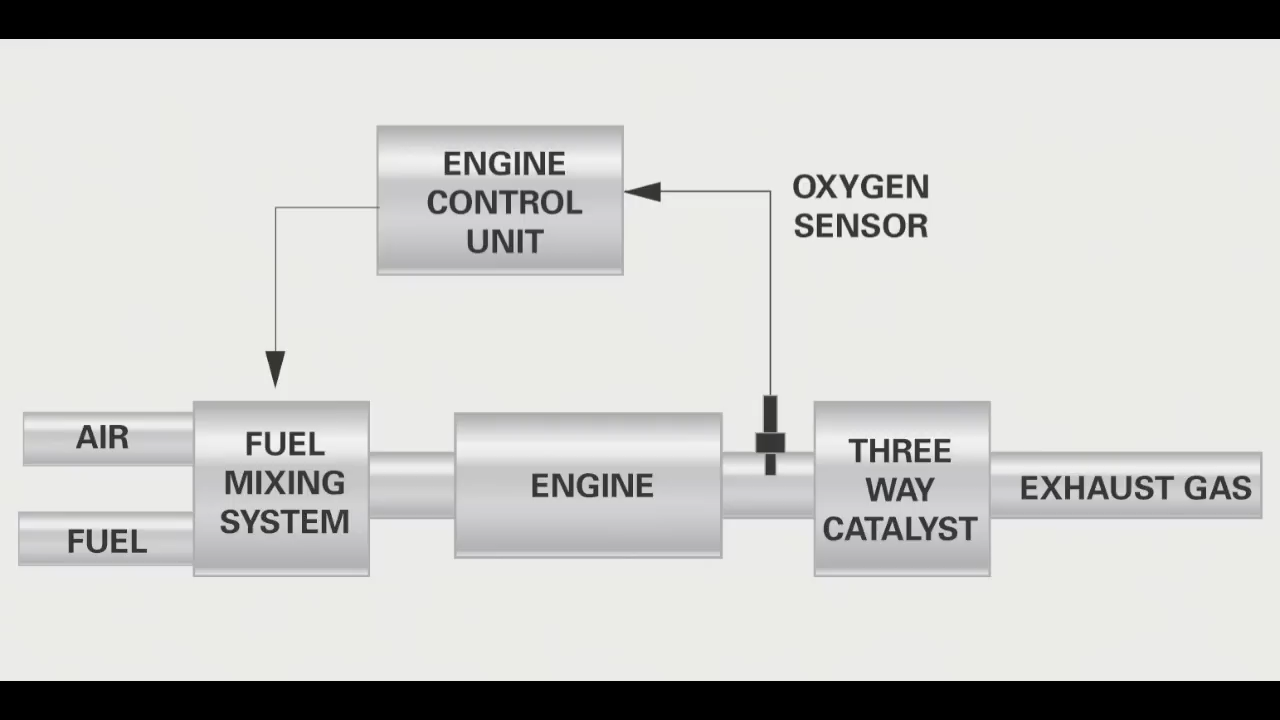 ENGINE
CONTROL
UNIT
OXYGEN
SENSOR
AIR
FUEL
FUEL
MIXING
SYSTEM
ENGINE
THREE
WAY
CATALYST
EXHAUST GAS